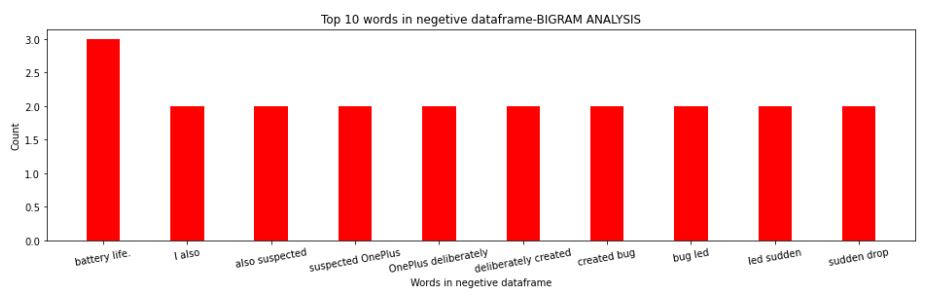 Top 10 words in negetive dataframe-BIGRAM ANALYSIS
3.0
2.5
2.0
1.5
1.0
0.5
0.0
Count
battery life.
I also
also suspected
suspected OnePlus
OnePlus deliberately
deliberately created
created bug
bug led
led sudden
sudden drop
Words in negetive dataframe